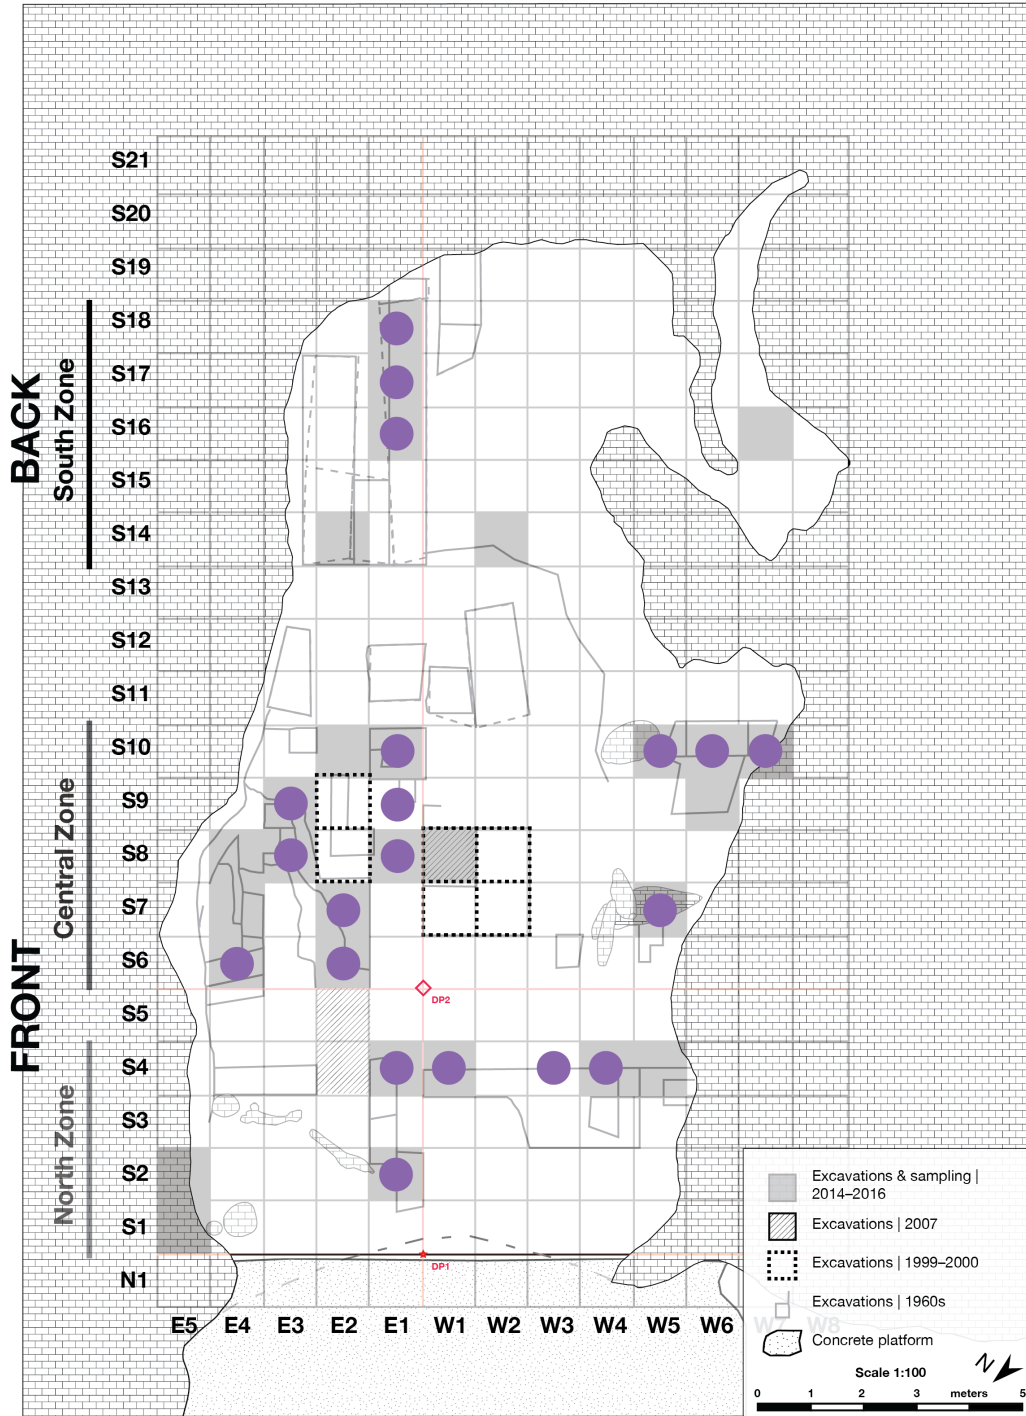 S21
S20
S19
S18
S17
S16
S15
S14
S13
S12
S11
S10
S9
S8
S7
S6
S5
S4
S3
S2
S1
N1
BACK
South Zone
Central Zone
FRONT
North Zone
DP2
DP1
E5 E4 E3 E2 E1 W1 W2 W3 W4 W5 W6 W7 W8
Excavations & sampling |
2014–2016
Excavations | 2007
Excavations | 1999–2000
Excavations | 1960s
Concrete platform
N
Scale 1:100
0 1 2 3 meters 5